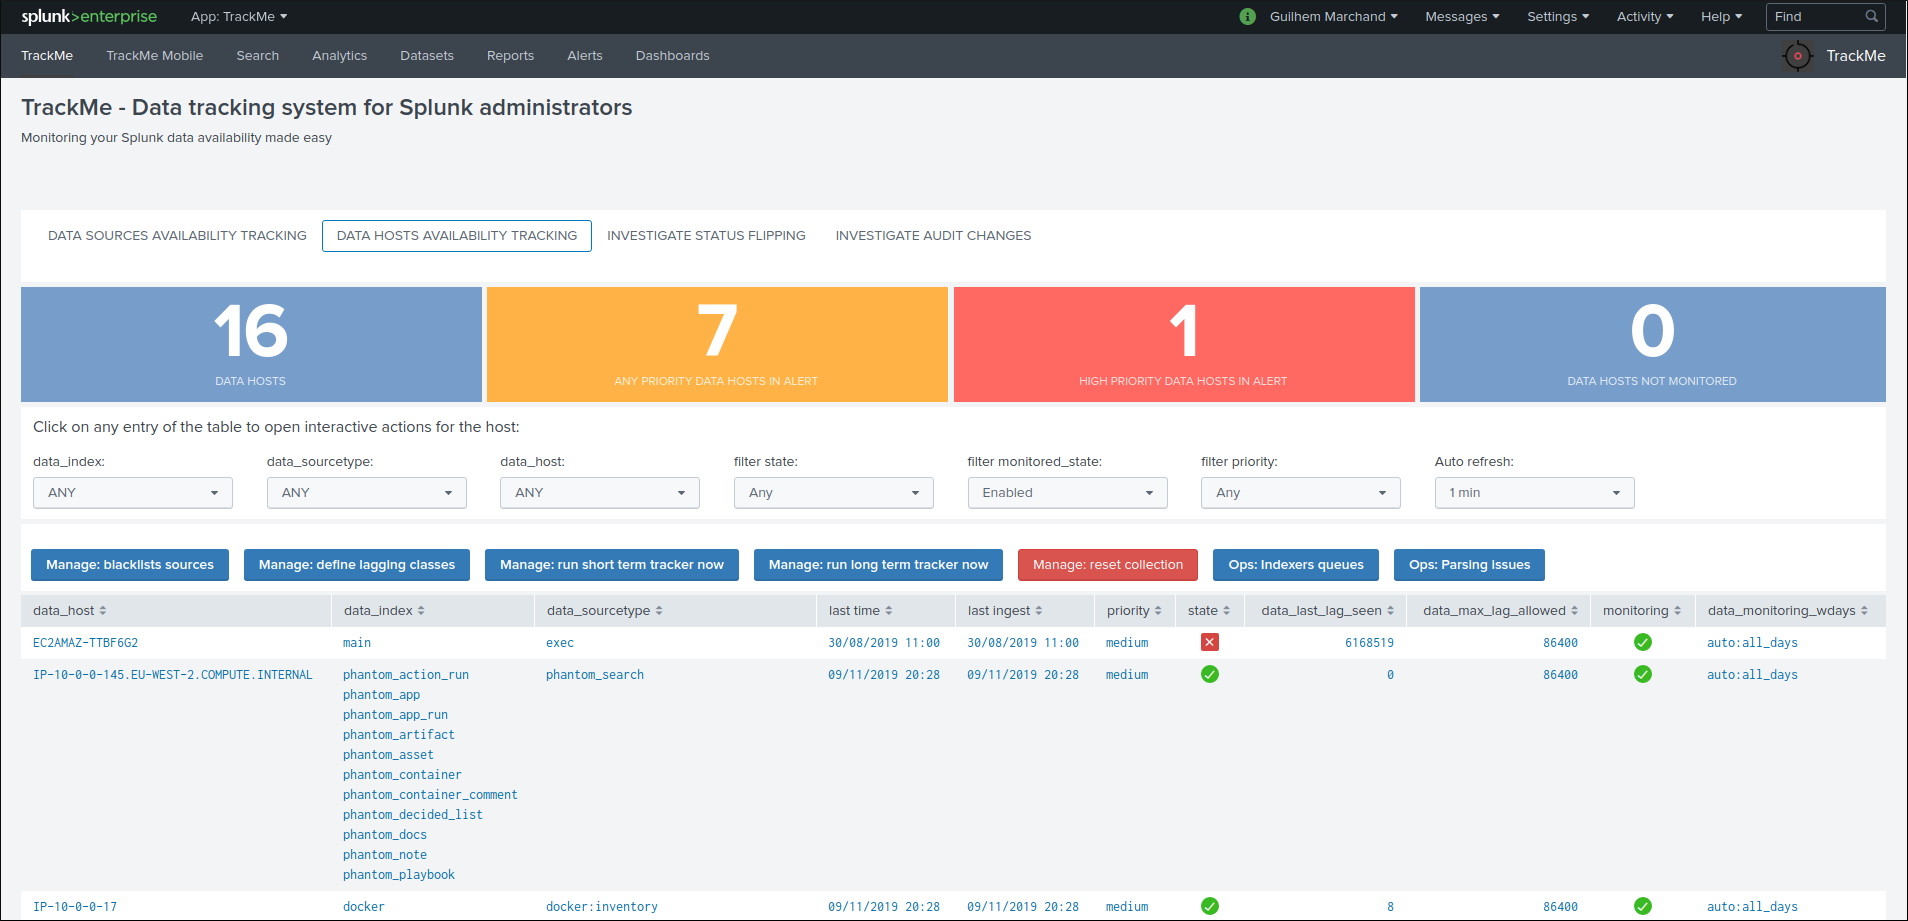 splunk>enterprise App: TrackMe i Guilhem Marchand Messages Settings Activity Help Find
TrackMe TrackMe Mobile Search Analytics Datasets Reports Alerts Dashboards TrackMe
TrackMe - Data tracking system for Splunk administrators
Monitoring your Splunk data availability made easy
DATA SOURCES AVAILABILITY TRACKING DATA HOSTS AVAILABILITY TRACKING INVESTIGATE STATUS FLIPPING INVESTIGATE AUDIT CHANGES
16 7 1 0
DATA HOSTS ANY PRIORITY DATA HOSTS IN ALERT HIGH PRIORITY DATA HOSTS IN ALERT DATA HOSTS NOT MONITORED
Click on any entry of the table to open interactive actions for the host:
data_index: data_sourcetype: data_host: filter state: filter monitored_state: filter priority: Auto refresh:
ANY ANY ANY Any Enabled Any 1 min
Manage: blacklists sources Manage: define lagging classes Manage: run short term tracker now Manage: run long term tracker now Manage: reset collection Ops: Indexers queues Ops: Parsing issues
data_host data_index data_sourcetype last time last ingest priority state data_last_lag_seen data_max_lag_allowed monitoring data_monitoring_wdays
EC2AMAZ-TTBF6G2 main exec 30/08/2019 11:00 30/08/2019 11:00 medium 6168519 86400 auto:all_days
IP-10-0-0-145.EU-WEST-2.COMPUTE.INTERNAL phantom_action_run phantom_search 09/11/2019 20:28 09/11/2019 20:28 medium 0 86400 auto:all_days
phantom_app
phantom_app_run
phantom_artifact
phantom_asset
phantom_container
phantom_container_comment
phantom_decided_list
phantom_docs
phantom_note
phantom_playbook
IP-10-0-0-17 docker docker:inventory 09/11/2019 20:28 09/11/2019 20:28 medium 8 86400 auto:all_days